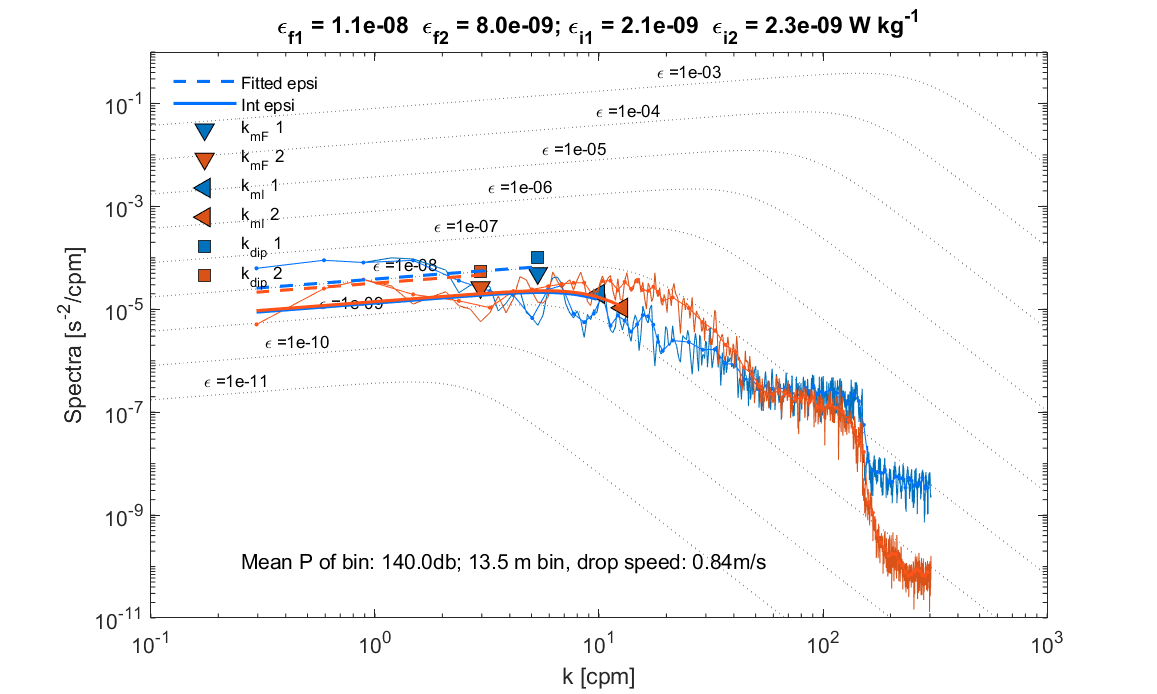 ϵf1 = 1.1e-08 ϵf2 = 8.0e-09; ϵi1 = 2.1e-09 ϵi2 = 2.3e-09 W kg-1
Fitted epsi
Int epsi
kmF 1
kmF 2
kmI 1
kmI 2
kdip 1
kdip 2
ϵ =1e-03
ϵ =1e-04
ϵ =1e-05
ϵ =1e-06
ϵ =1e-07
ϵ =1e-08
ϵ =1e-09
ϵ =1e-10
ϵ =1e-11
Mean P of bin: 140.0db; 13.5 m bin, drop speed: 0.84m/s
Spectra [s-2/cpm]
10-1
10-3
10-5
10-7
10-9
10-11
10-1
100
101
102
103
k [cpm]